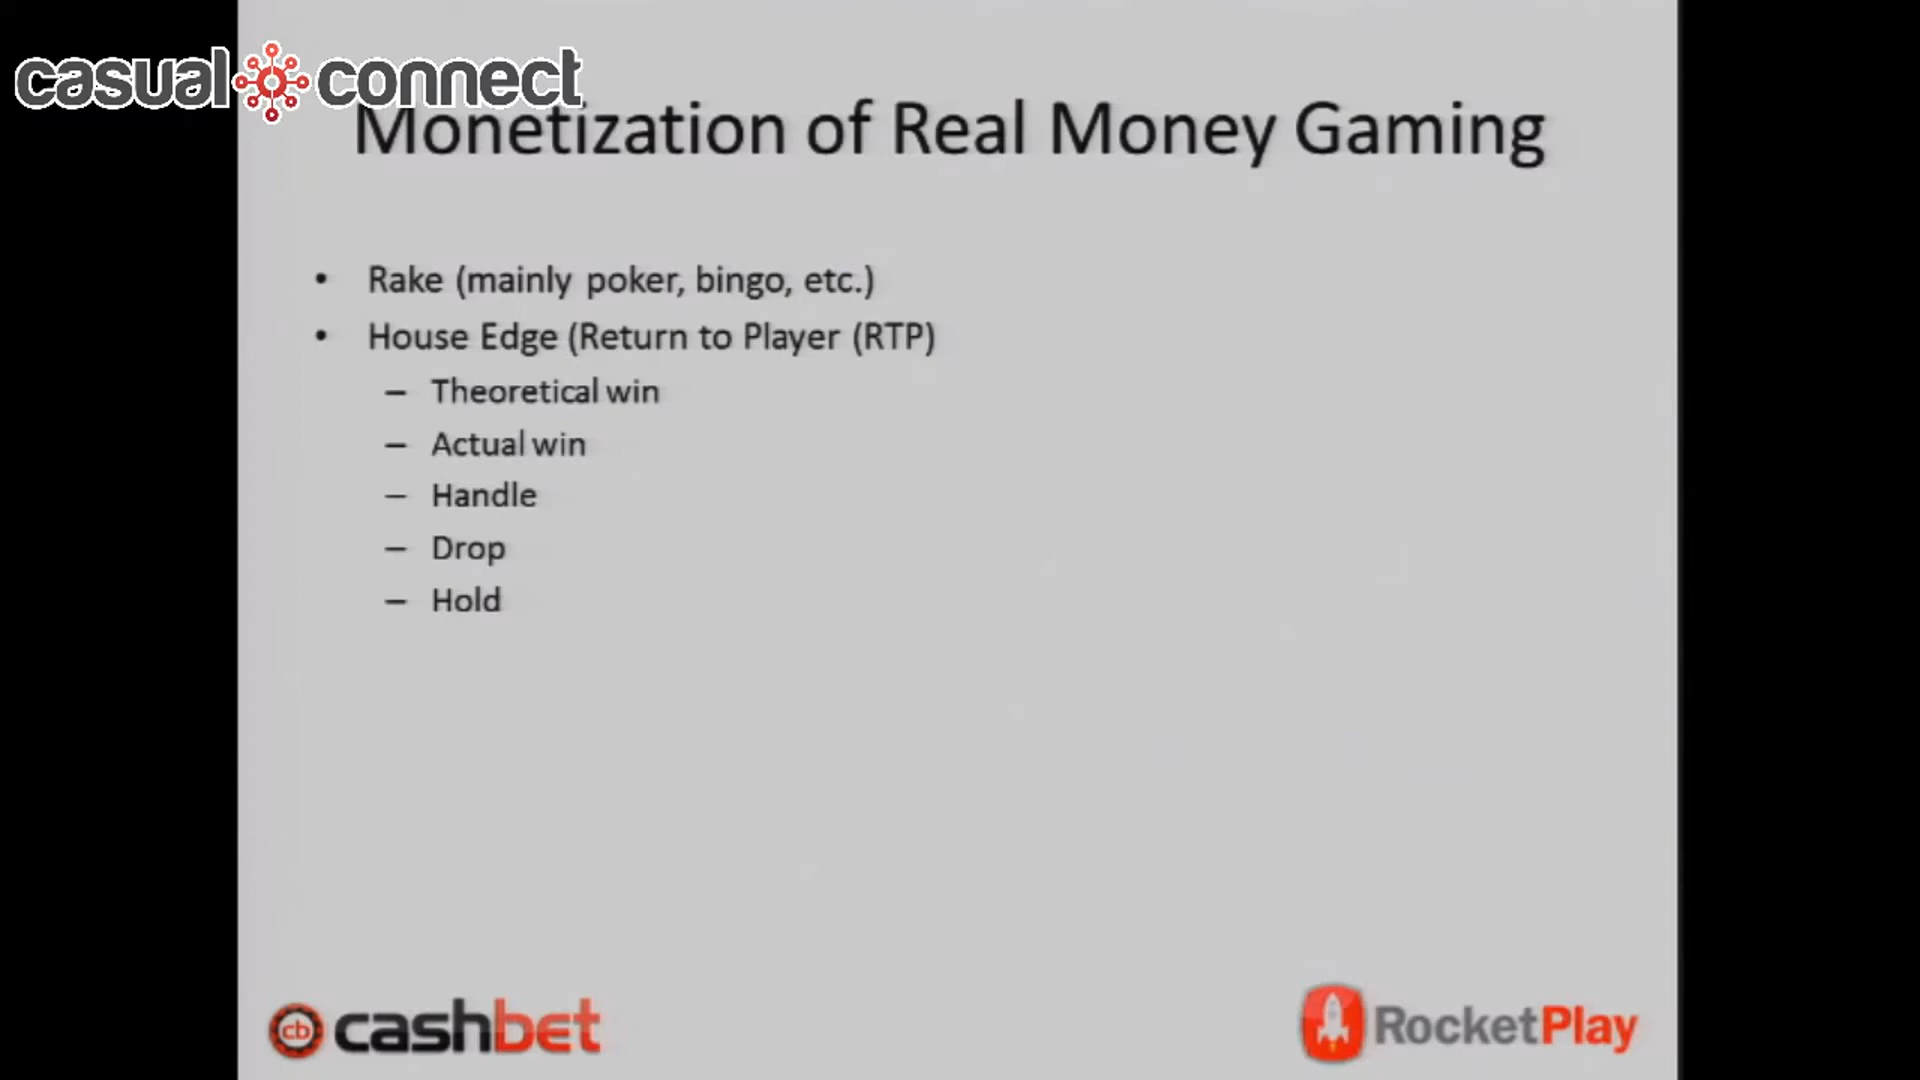 casual connect
Monetization of Real Money Gaming
• Rake (mainly poker, bingo, etc.)
• House Edge (Return to Player (RTP)
– Theoretical win
– Actual win
– Handle
– Drop
– Hold
cb cashbet
RocketPlay